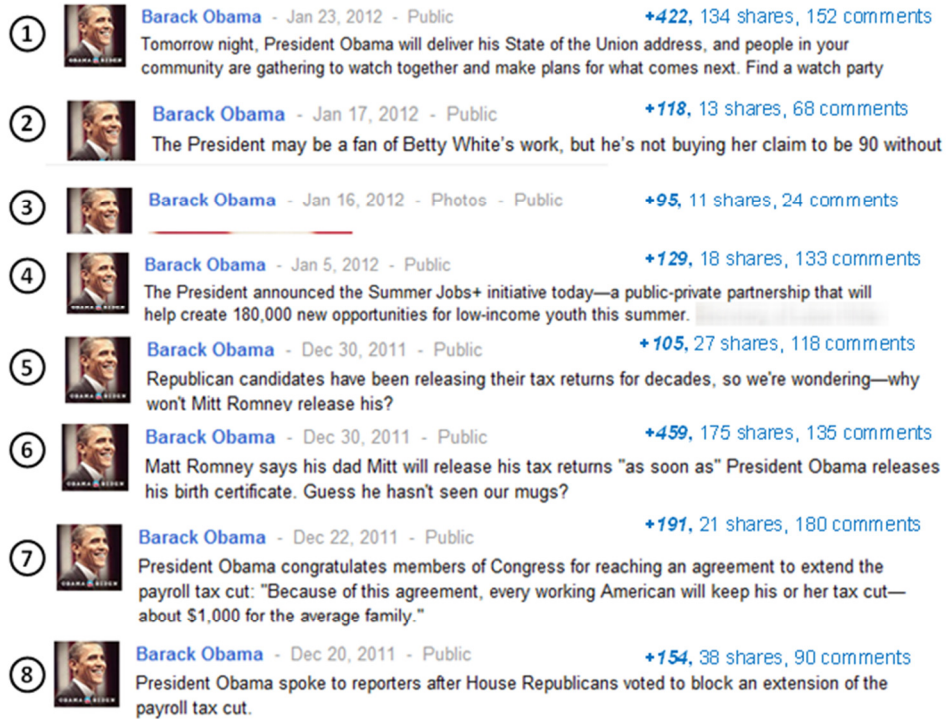 1 Barack Obama - Jan 23, 2012 - Public +422, 134 shares, 152 comments
Tomorrow night, President Obama will deliver his State of the Union address, and people in your
community are gathering to watch together and make plans for what comes next. Find a watch party
OBAMA BIDEN
2 Barack Obama - Jan 17, 2012 - Public +118, 13 shares, 68 comments
The President may be a fan of Betty White's work, but he's not buying her claim to be 90 without
3 Barack Obama - Jan 16, 2012 - Photos - Public +95, 11 shares, 24 comments
4 Barack Obama - Jan 5, 2012 - Public +129, 18 shares, 133 comments
The President announced the Summer Jobs+ initiative today—a public-private partnership that will
help create 180,000 new opportunities for low-income youth this summer.
OBAMA BIDEN
5 Barack Obama - Dec 30, 2011 - Public +105, 27 shares, 118 comments
Republican candidates have been releasing their tax returns for decades, so we're wondering—why
won't Mitt Romney release his?
OBAMA BIDEN
6 Barack Obama - Dec 30, 2011 - Public +459, 175 shares, 135 comments
Matt Romney says his dad Mitt will release his tax returns "as soon as" President Obama releases
his birth certificate. Guess he hasn't seen our mugs?
OBAMA BIDEN
+191, 21 shares, 180 comments
7 Barack Obama - Dec 22, 2011 - Public
President Obama congratulates members of Congress for reaching an agreement to extend the
payroll tax cut: "Because of this agreement, every working American will keep his or her tax cut—
OBAMA BIDEN
about $1,000 for the average family."
8 Barack Obama - Dec 20, 2011 - Public +154, 38 shares, 90 comments
President Obama spoke to reporters after House Republicans voted to block an extension of the
payroll tax cut.
OBAMA BIDEN